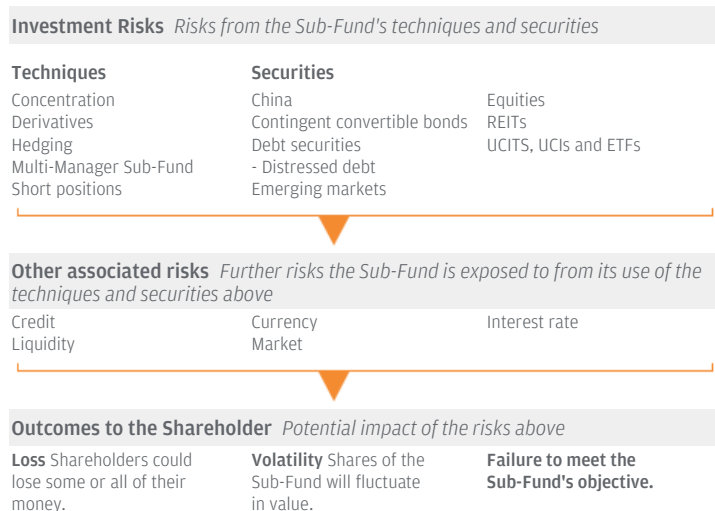 Investment Risks Risks from the Sub-Fund's techniques and securities
Techniques
Concentration
Derivatives
Hedging
Multi-Manager Sub-Fund
Short positions
Securities
China
Contingent convertible bonds
Debt securities
- Distressed debt
Emerging markets
Equities
REITs
UCITS, UCIs and ETFs
Other associated risks Further risks the Sub-Fund is exposed to from its use of the
techniques and securities above
Credit
Liquidity
Currency
Market
Interest rate
Outcomes to the Shareholder Potential impact of the risks above
Loss Shareholders could
lose some or all of their
money.
Volatility Shares of the
Sub-Fund will fluctuate
in value.
Failure to meet the
Sub-Fund's objective.